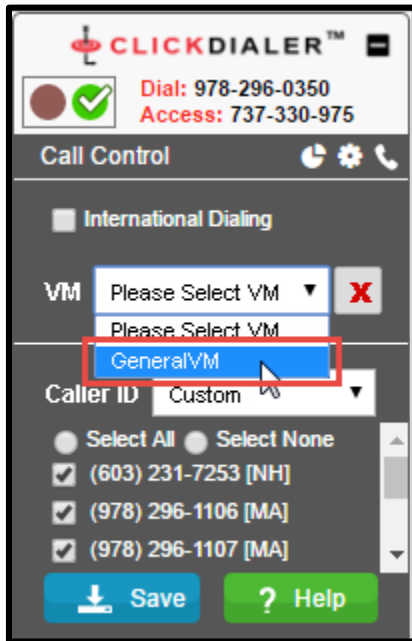 CLICKDIALER™
Dial: 978-296-0350
Access: 737-330-975
Call Control
International Dialing
VM Please Select VM X
Please Select VM
GeneralVM
Caller ID Custom
Select All Select None
(603) 231-7253 [NH]
(978) 296-1106 [MA]
(978) 296-1107 [MA]
Save ? Help